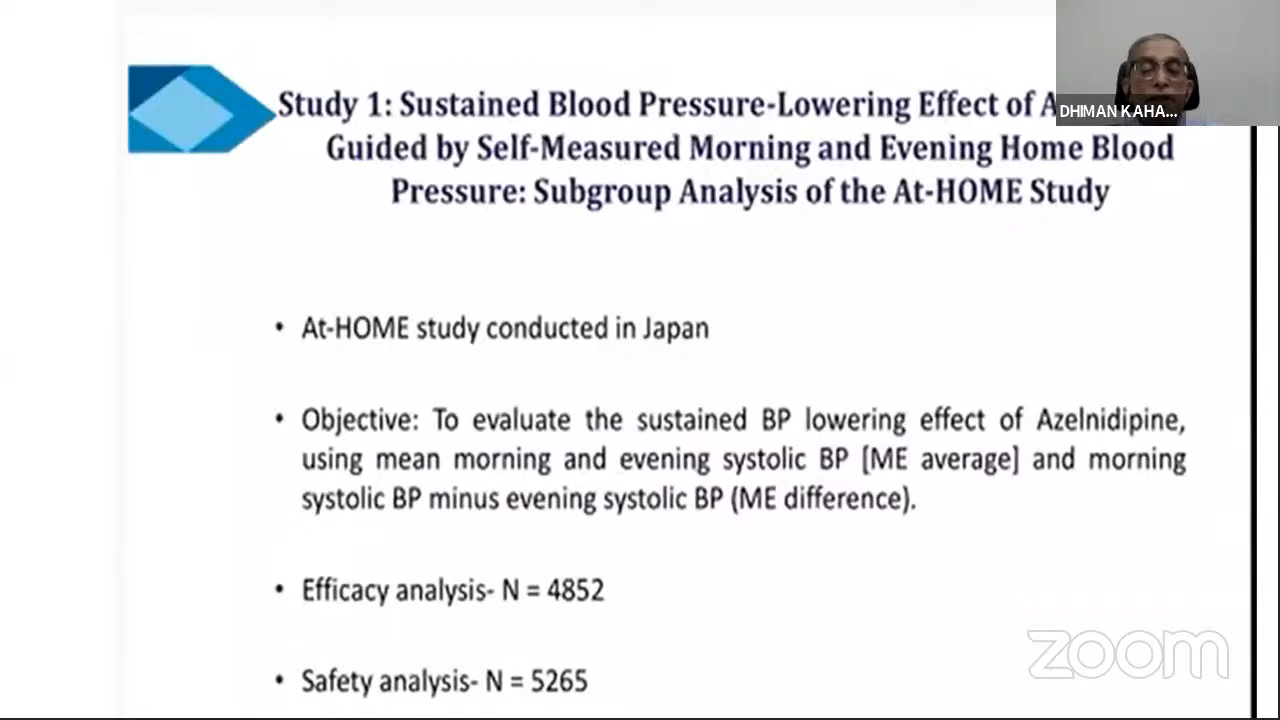 Study 1: Sustained Blood Pressure-Lowering Effect of A
Guided by Self-Measured Morning and Evening Home Blood
Pressure: Subgroup Analysis of the At-HOME Study
DHIMAN KAHA...
• At-HOME study conducted in Japan
• Objective: To evaluate the sustained BP lowering effect of Azelnidipine,
using mean morning and evening systolic BP [ME average] and morning
systolic BP minus evening systolic BP (ME difference).
• Efficacy analysis- N = 4852
• Safety analysis- N = 5265
zoom